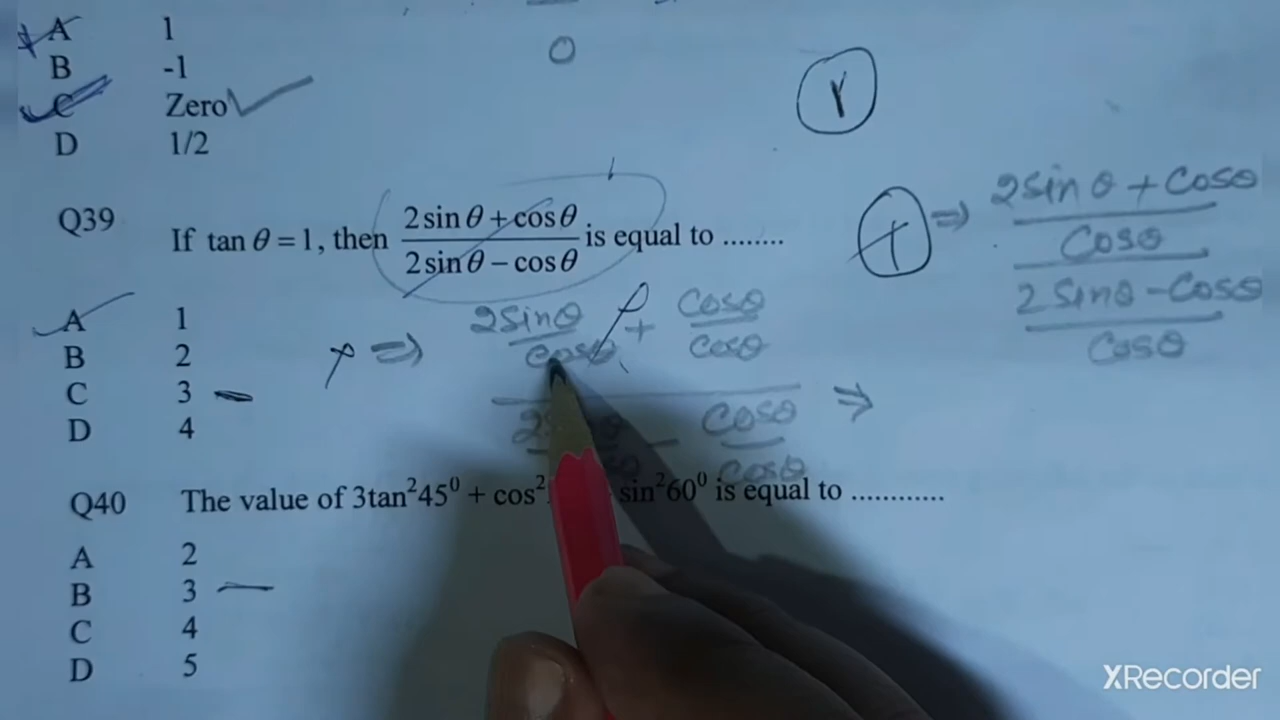 A 1
B -1
C Zero
D 1/2
0
Q39 If tan θ = 1, then (2 sin θ + cos θ)/(2 sin θ − cos θ) is equal to ........
⇒ (2sinθ + cosθ)/cosθ
(2sinθ - cosθ)/cosθ
A 1
B 2
C 3
D 4
⇒ 2sinθ/cosθ + cosθ/cosθ
cosθ/cosθ ⇒
Q40 The value of 3tan²45⁰ + cos² sin²60⁰ is equal to ............
A 2
B 3
C 4
D 5
XRecorder